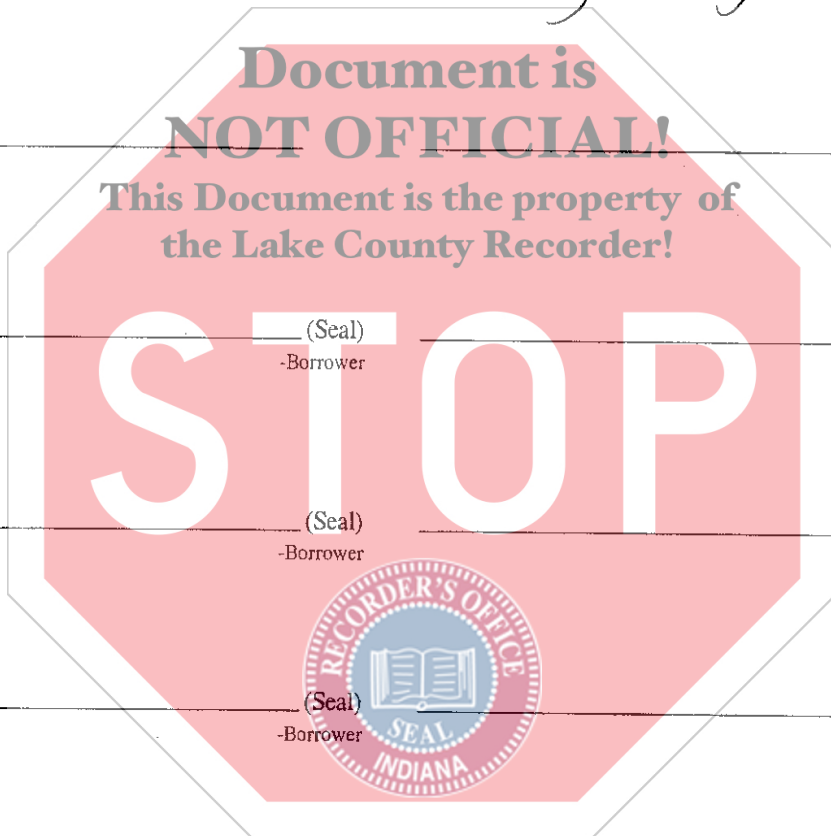 Document is
NOT OFFICIAL!
This Document is the property of
the Lake County Recorder!
(Seal)
-Borrower
STOP
(Seal)
-Borrower
RECORDER'S OFFICE
(Seal)
-Borrower
SEAL
INDIANA